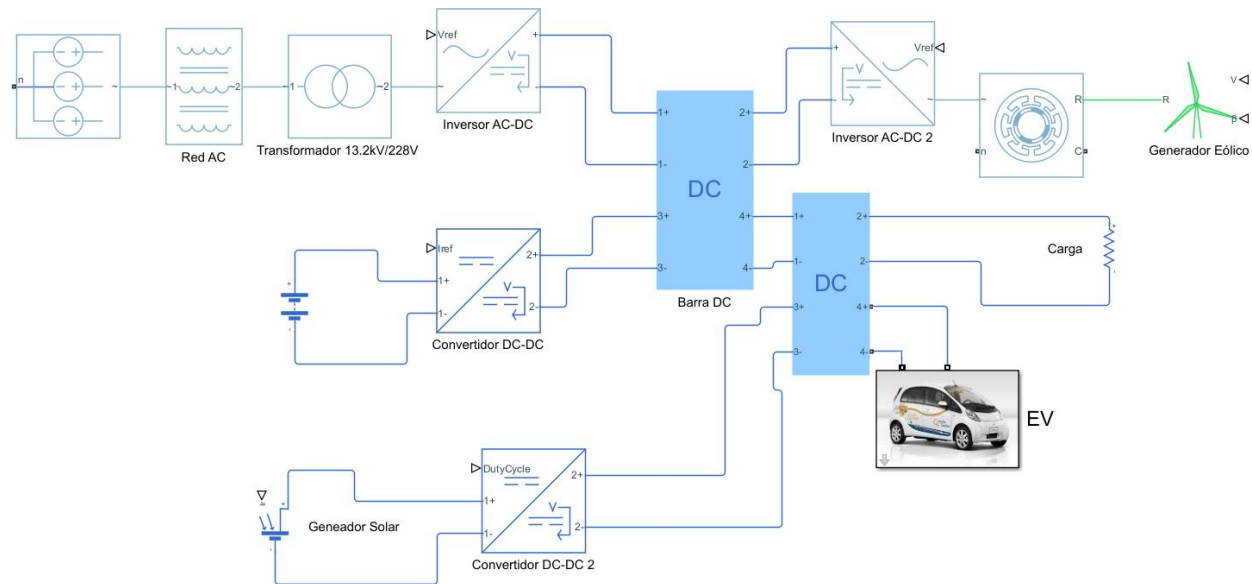 Vref
+
-
~
n
~1
~2
~1
~2
Red AC
Transformador 13.2kV/228V
Inversor AC-DC
+
-
Vref
~
Inversor AC-DC 2
~
R
n
C
R
V
β
Generador Eólico
1+
1-
3+
3-
2+
2
4+
4
DC
Barra DC
1+
1-
3+
3-
2+
2-
4+
4-
DC
+
-
Carga
EV
+
-
Iref
1+
1-
2+
2-
Convertidor DC-DC
+
-
Geneador Solar
DutyCycle
1+
1-
2+
2
Convertidor DC-DC 2